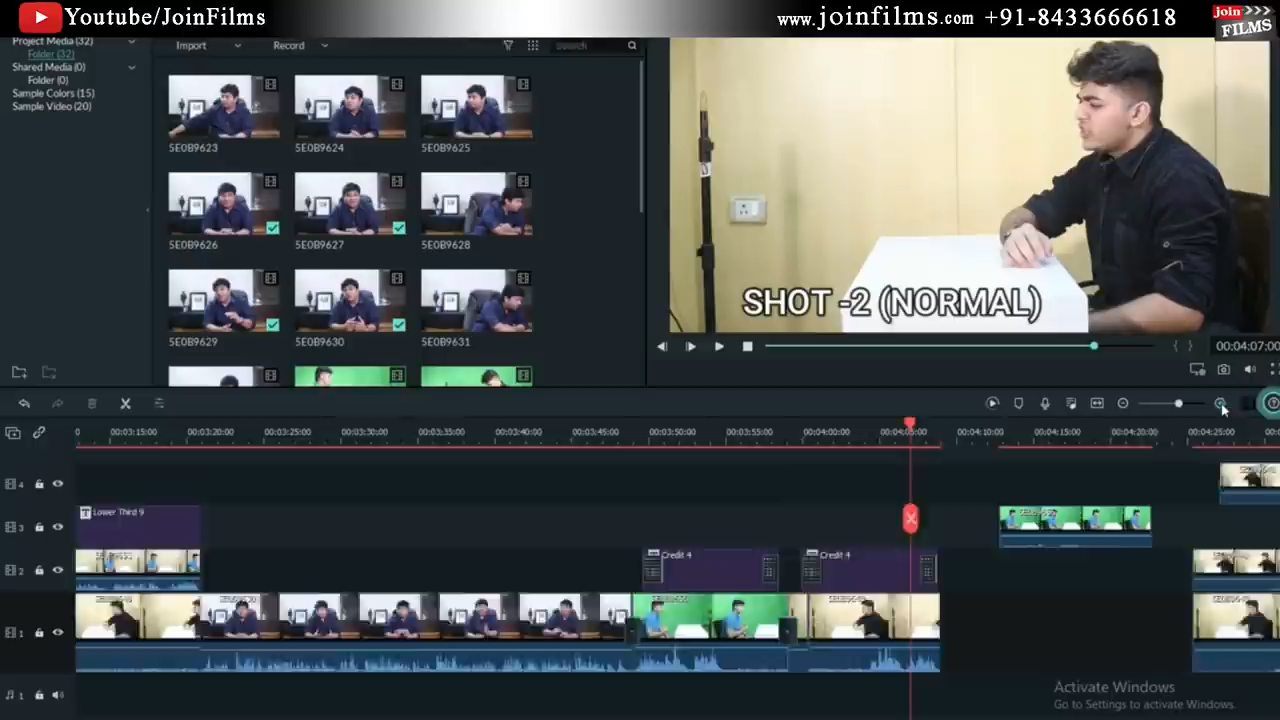 Youtube/JoinFilms
www.joinfilms.com +91-8433666618
join
FILMS
Project Media (32)
Folder (32)
Shared Media (0)
Folder (0)
Sample Colors (15)
Sample Video (20)
Import
Record
Search
5E0B9623
5E0B9624
5E0B9625
5E0B9626
5E0B9627
5E0B9628
5E0B9629
5E0B9630
5E0B9631
SHOT -2 (NORMAL)
00:04:07:00
0 00:03:15:00 00:03:20:00 00:03:25:00 00:03:30:00 00:03:35:00 00:03:40:00 00:03:45:00 00:03:50:00 00:03:55:00 00:04:00:00 00:04:05:00 00:04:10:00 00:04:15:00 00:04:20:00 00:04:25:00
4
3
T Lower Third 9
2
Credit 4
Credit 4
1
1
Activate Windows
Go to Settings to activate Windows.